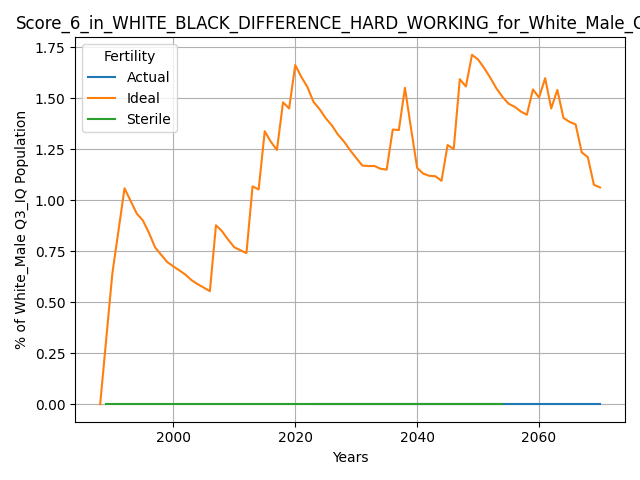 Score_6_in_WHITE_BLACK_DIFFERENCE_HARD_WORKING_for_White_Male_
Fertility
Actual
Ideal
Sterile
% of White_Male Q3_IQ Population
1.75
1.50
1.25
1.00
0.75
0.50
0.25
0.00
2000 2020 2040 2060
Years